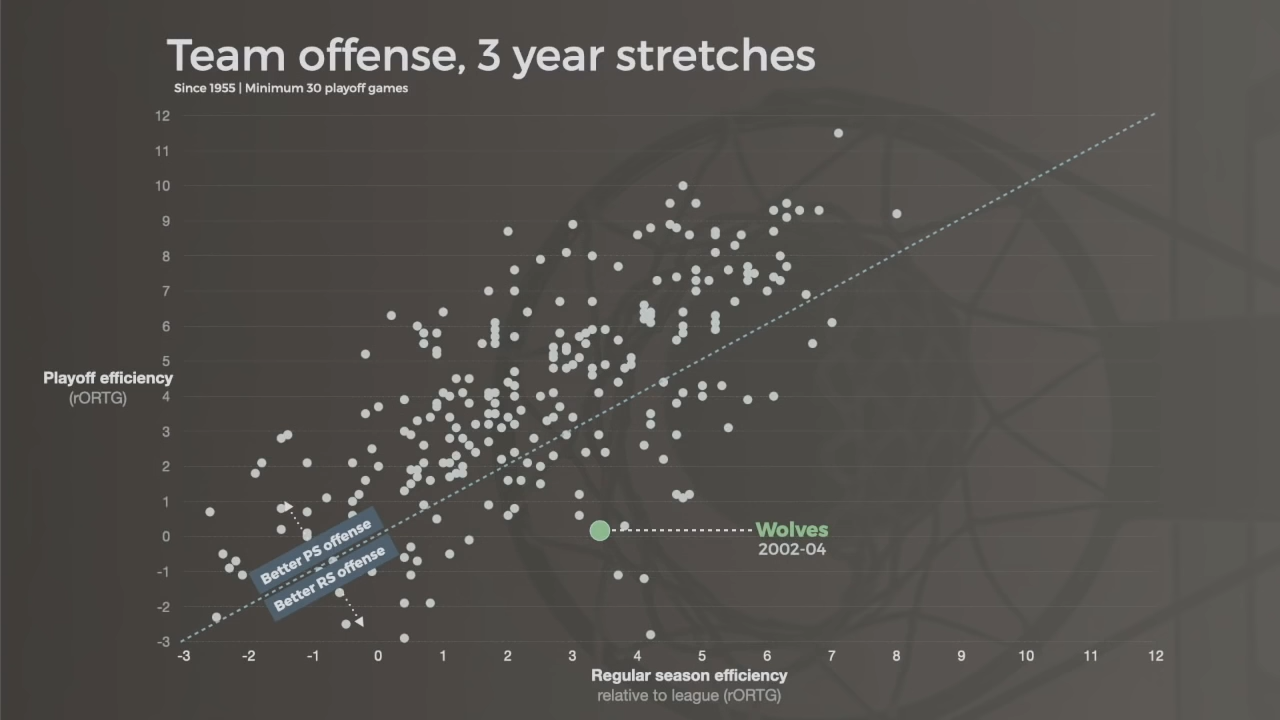 Team offense, 3 year stretches
Since 1955 | Minimum 30 playoff games
12
11
10
9
8
7
6
5
Playoff efficiency
(rORTG)
4
3
2
1
0
-1
-2
-3
Better PS offense
Better RS offense
Wolves
2002-04
-3 -2 -1 0 1 2 3 4 5 6 7 8 9 10 11 12
Regular season efficiency
relative to league (rORTG)